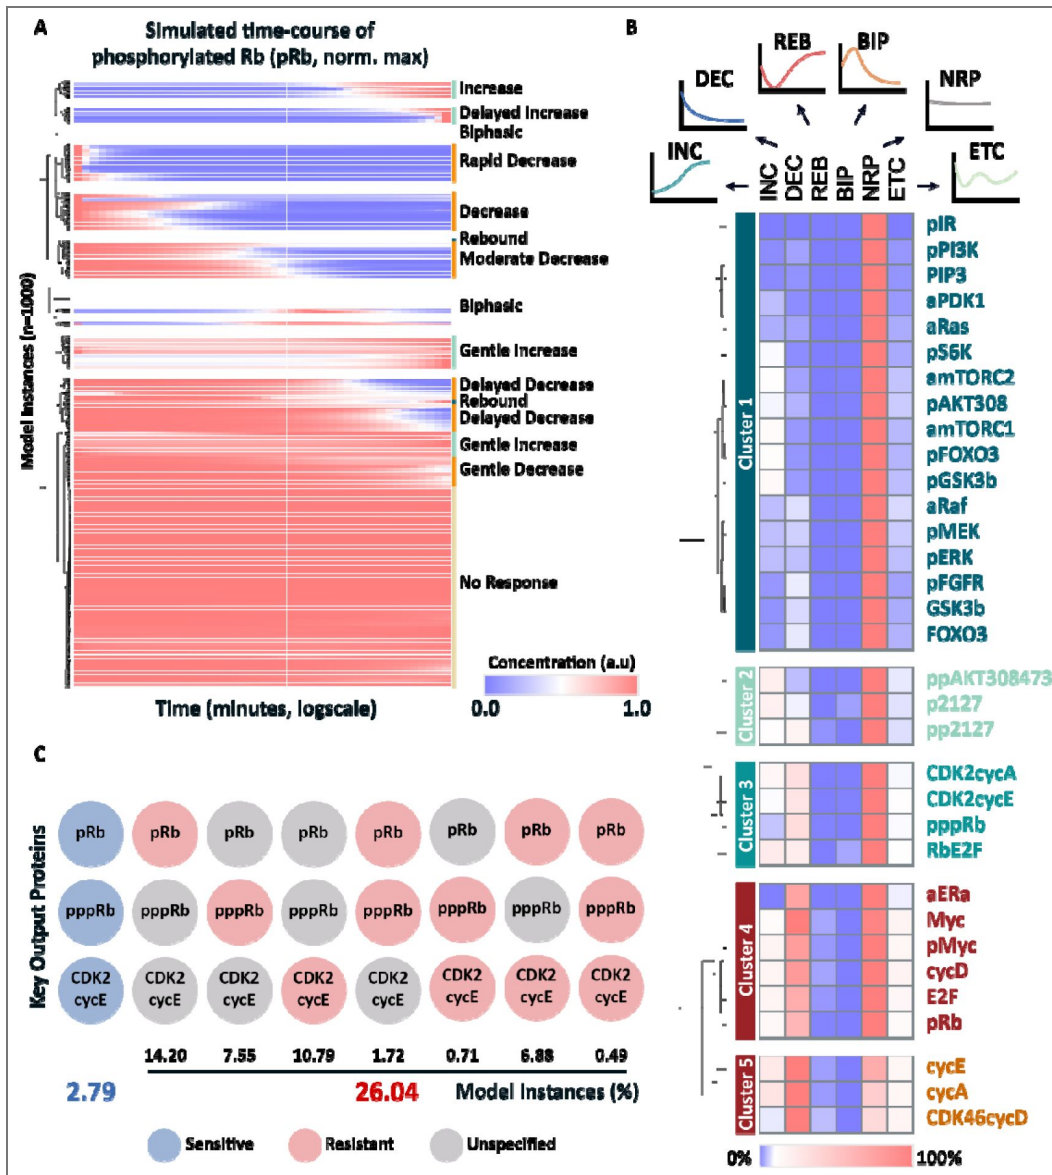 A
Simulated time-course of
phosphorylated Rb (pRb, norm. max)
Model Instances (n=1000)
Increase
Delayed Increase
Biphasic
Rapid Decrease
Decrease
Rebound
Moderate Decrease
Biphasic
Gentle Increase
Delayed Decrease
Rebound
Delayed Decrease
Gentle Increase
Gentle Decrease
No Response
Concentration (a.u)
0.0 1.0
Time (minutes, logscale)
B
REB BIP
DEC NRP
INC ETC
INC DEC REB BIP NRP ETC
Cluster 1
pIR
pPI3K
PIP3
aPDK1
aRas
pS6K
amTORC2
pAKT308
amTORC1
pFOXO3
pGSK3b
aRaf
pMEK
pERK
pFGFR
GSK3b
FOXO3
Cluster 2
ppAKT308473
p2127
pp2127
Cluster 3
CDK2cycA
CDK2cycE
pppRb
RbE2F
Cluster 4
aERa
Myc
pMyc
cycD
E2F
pRb
Cluster 5
cycE
cycA
CDK46cycD
0% 100%
C
Key Output Proteins
pRb pRb pRb pRb pRb pRb pRb pRb
pppRb pppRb pppRb pppRb pppRb pppRb pppRb pppRb
CDK2 CDK2 CDK2 CDK2 CDK2 CDK2 CDK2 CDK2
cycE cycE cycE cycE cycE cycE cycE cycE
14.20 7.55 10.79 1.72 0.71 6.88 0.49
2.79 26.04 Model Instances (%)
Sensitive Resistant Unspecified